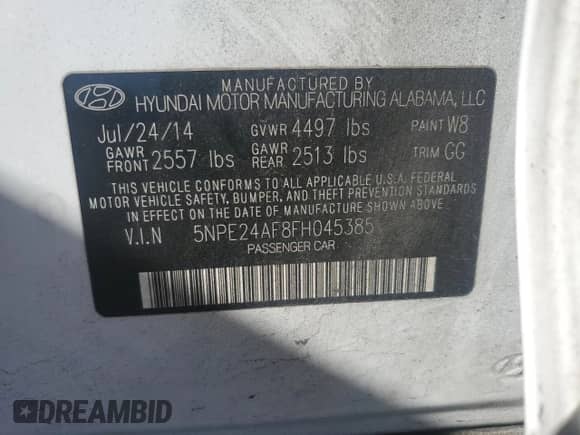 MANUFACTURED BY
HYUNDAI MOTOR MANUFACTURING ALABAMA, LLC
Jul/24/14 GVWR 4497 lbs PAINT W8
GAWR FRONT 2557 lbs GAWR REAR 2513 lbs TRIM GG
THIS VEHICLE CONFORMS TO ALL APPLICABLE U.S.A. FEDERAL
MOTOR VEHICLE SAFETY, BUMPER, AND THEFT PREVENTION STANDARDS
IN EFFECT ON THE DATE OF MANUFACTURE SHOWN ABOVE.
V.I.N 5NPE24AF8FH045385
PASSENGER CAR
DREAMBID